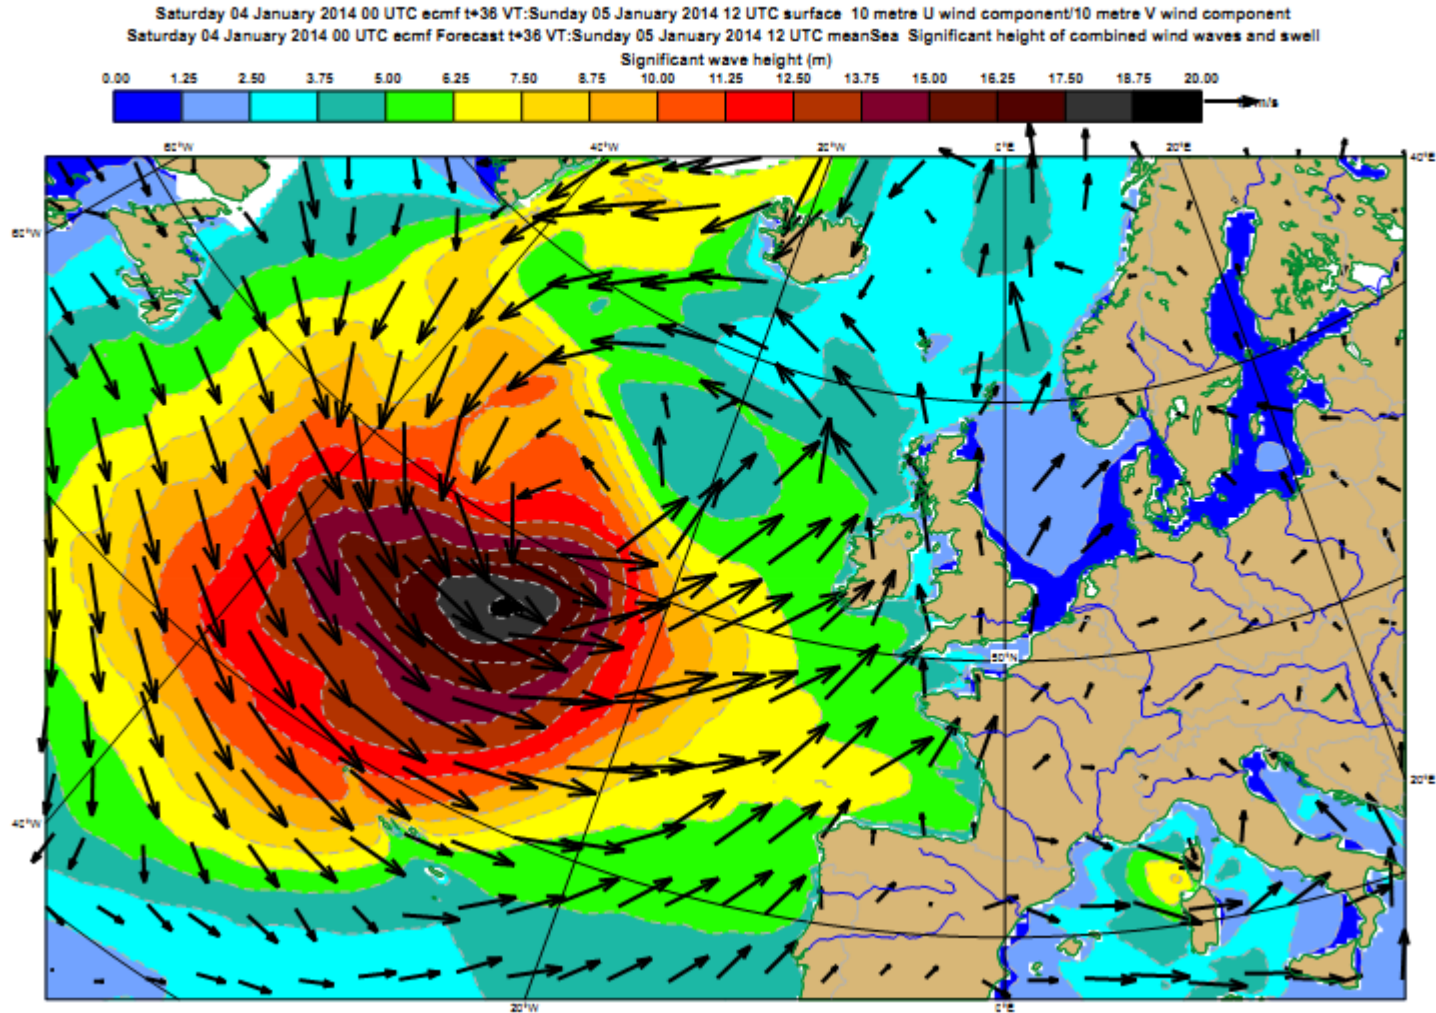 Saturday 04 January 2014 00 UTC ecmf t+36 VT:Sunday 05 January 2014 12 UTC surface 10 metre U wind component/10 metre V wind component
Saturday 04 January 2014 00 UTC ecmf Forecast t+36 VT:Sunday 05 January 2014 12 UTC meanSea Significant height of combined wind waves and swell
Significant wave height (m)
0.00 1.25 2.50 3.75 5.00 6.25 7.50 8.75 10.00 11.25 12.50 13.75 15.00 16.25 17.50 18.75 20.00
m/s
60°W 40°W 20°W 0°E 20°E 40°E
60°W
50°N
20°E
40°W
20°W 0°E